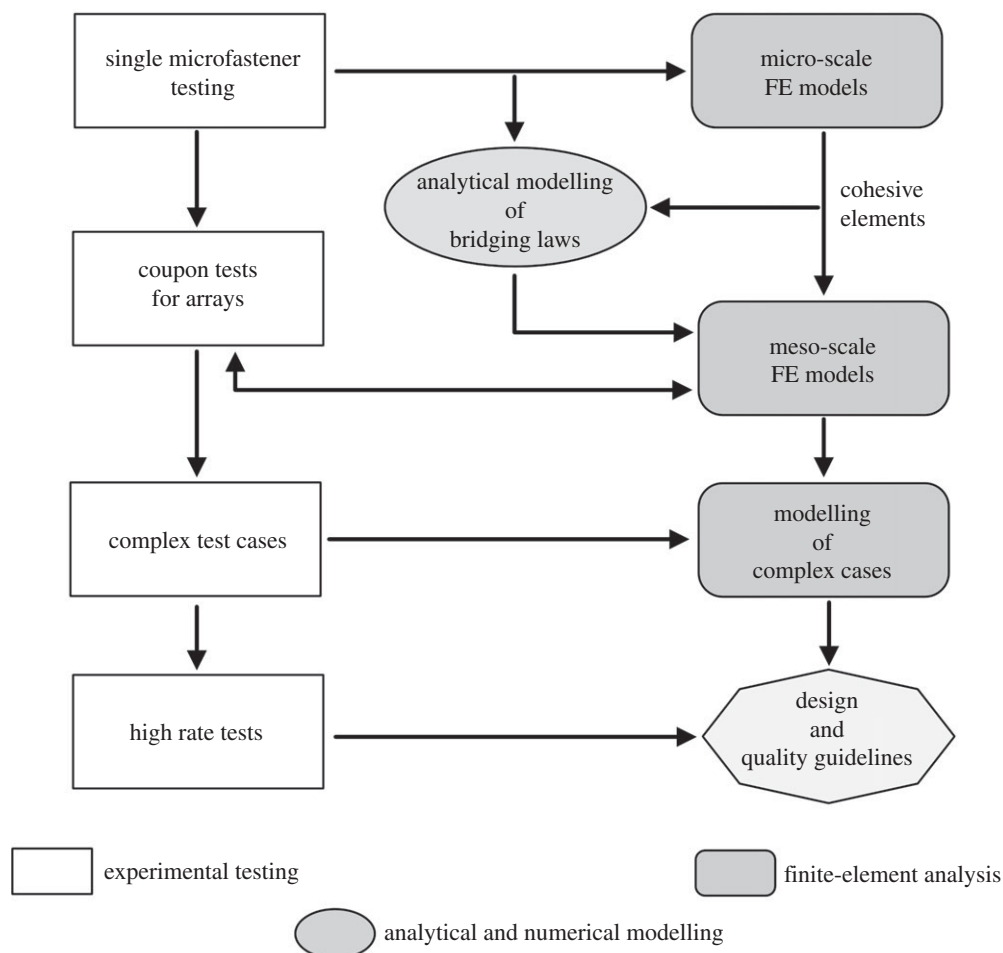 single microfastener
testing
micro-scale
FE models
analytical modelling
of
bridging laws
cohesive
elements
coupon tests
for arrays
meso-scale
FE models
complex test cases
modelling
of
complex cases
high rate tests
design
and
quality guidelines
experimental testing
finite-element analysis
analytical and numerical modelling